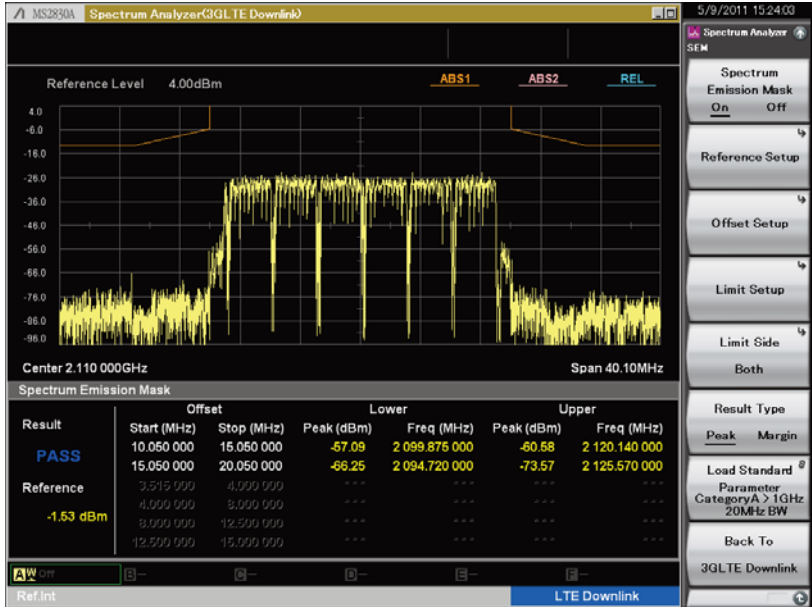 MS2830A Spectrum Analyzer(3GLTE Downlink)
5/9/2011 15:24:03
Spectrum Analyzer
SEM
Reference Level 4.00dBm
ABS1 ABS2 REL
4.0
-6.0
-16.0
-26.0
-36.0
-46.0
-56.0
-66.0
-76.0
-86.0
-96.0
Center 2.110 000GHz Span 40.10MHz
Spectrum Emission Mask
Offset Lower Upper
Result Start (MHz) Stop (MHz) Peak (dBm) Freq (MHz) Peak (dBm) Freq (MHz)
PASS
10.050 000 15.050 000 -57.09 2 099.875 000 -60.58 2 120.140 000
15.050 000 20.050 000 -66.25 2 094.720 000 -73.57 2 125.570 000
Reference
-1.53 dBm
3.515 000 4.000 000 --- --- --- ---
4.000 000 8.000 000 --- --- --- ---
8.000 000 12.500 000 --- --- --- ---
12.500 000 15.000 000 --- --- --- ---
AW Off B- C- D- E- F-
Ref.Int LTE Downlink
Spectrum
Emission Mask
On Off
Reference Setup
Offset Setup
Limit Setup
Limit Side
Both
Result Type
Peak Margin
Load Standard
Parameter
CategoryA > 1GHz
20MHz BW
Back To
3GLTE Downlink